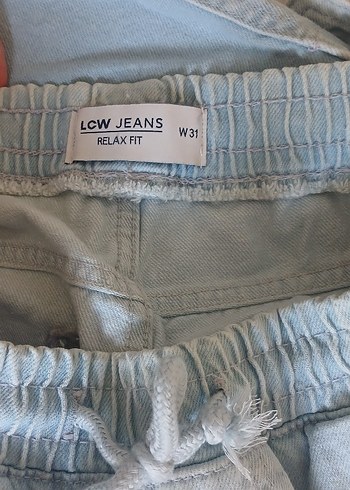 LCW JEANS
RELAX FIT
W31